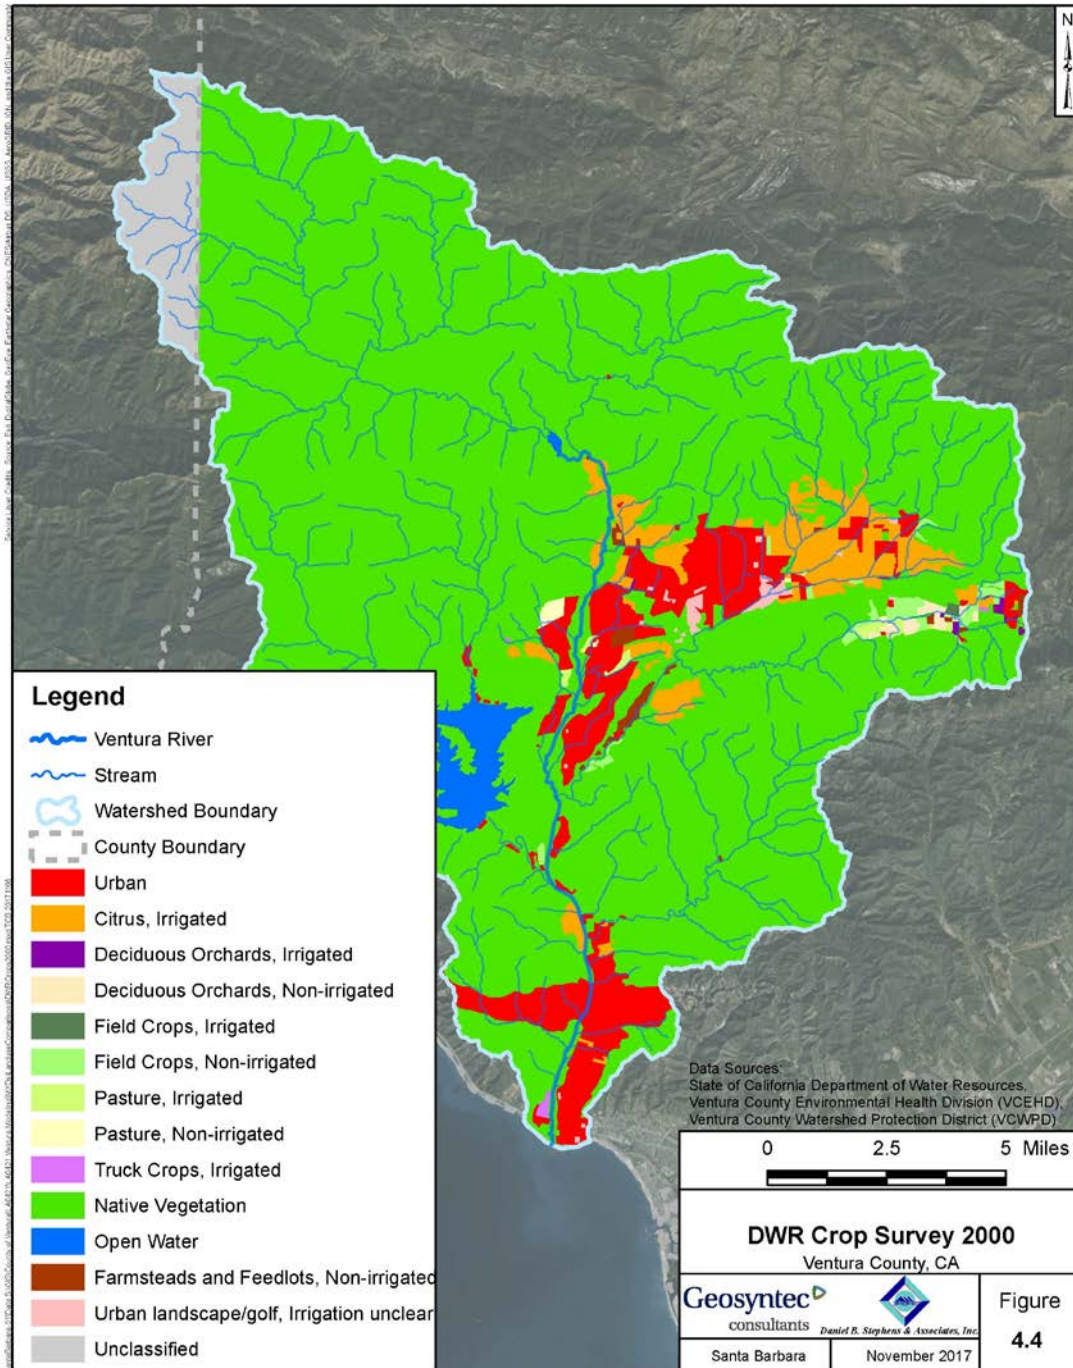 N
Legend
Ventura River
Stream
Watershed Boundary
County Boundary
Urban
Citrus, Irrigated
Deciduous Orchards, Irrigated
Deciduous Orchards, Non-irrigated
Field Crops, Irrigated
Field Crops, Non-irrigated
Pasture, Irrigated
Pasture, Non-irrigated
Truck Crops, Irrigated
Native Vegetation
Open Water
Farmsteads and Feedlots, Non-irrigated
Urban landscape/golf, Irrigation unclear
Unclassified
Data Sources:
State of California Department of Water Resources,
Ventura County Environmental Health Division (VCEHD),
Ventura County Watershed Protection District (VCWPD)
0 2.5 5 Miles
DWR Crop Survey 2000
Ventura County, CA
Geosyntec
consultants
Daniel B. Stephens & Associates, Inc.
Figure
4.4
Santa Barbara
November 2017